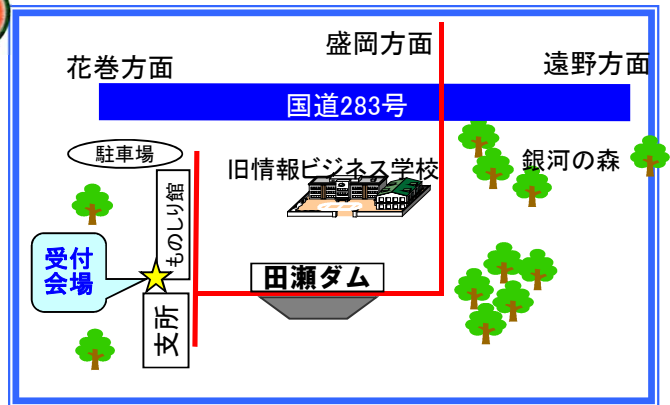 盛岡方面
花巻方面
遠野方面
国道283号
駐車場
旧情報ビジネス学校
銀河の森
ものしり館
受付
会場
田瀬ダム
支所